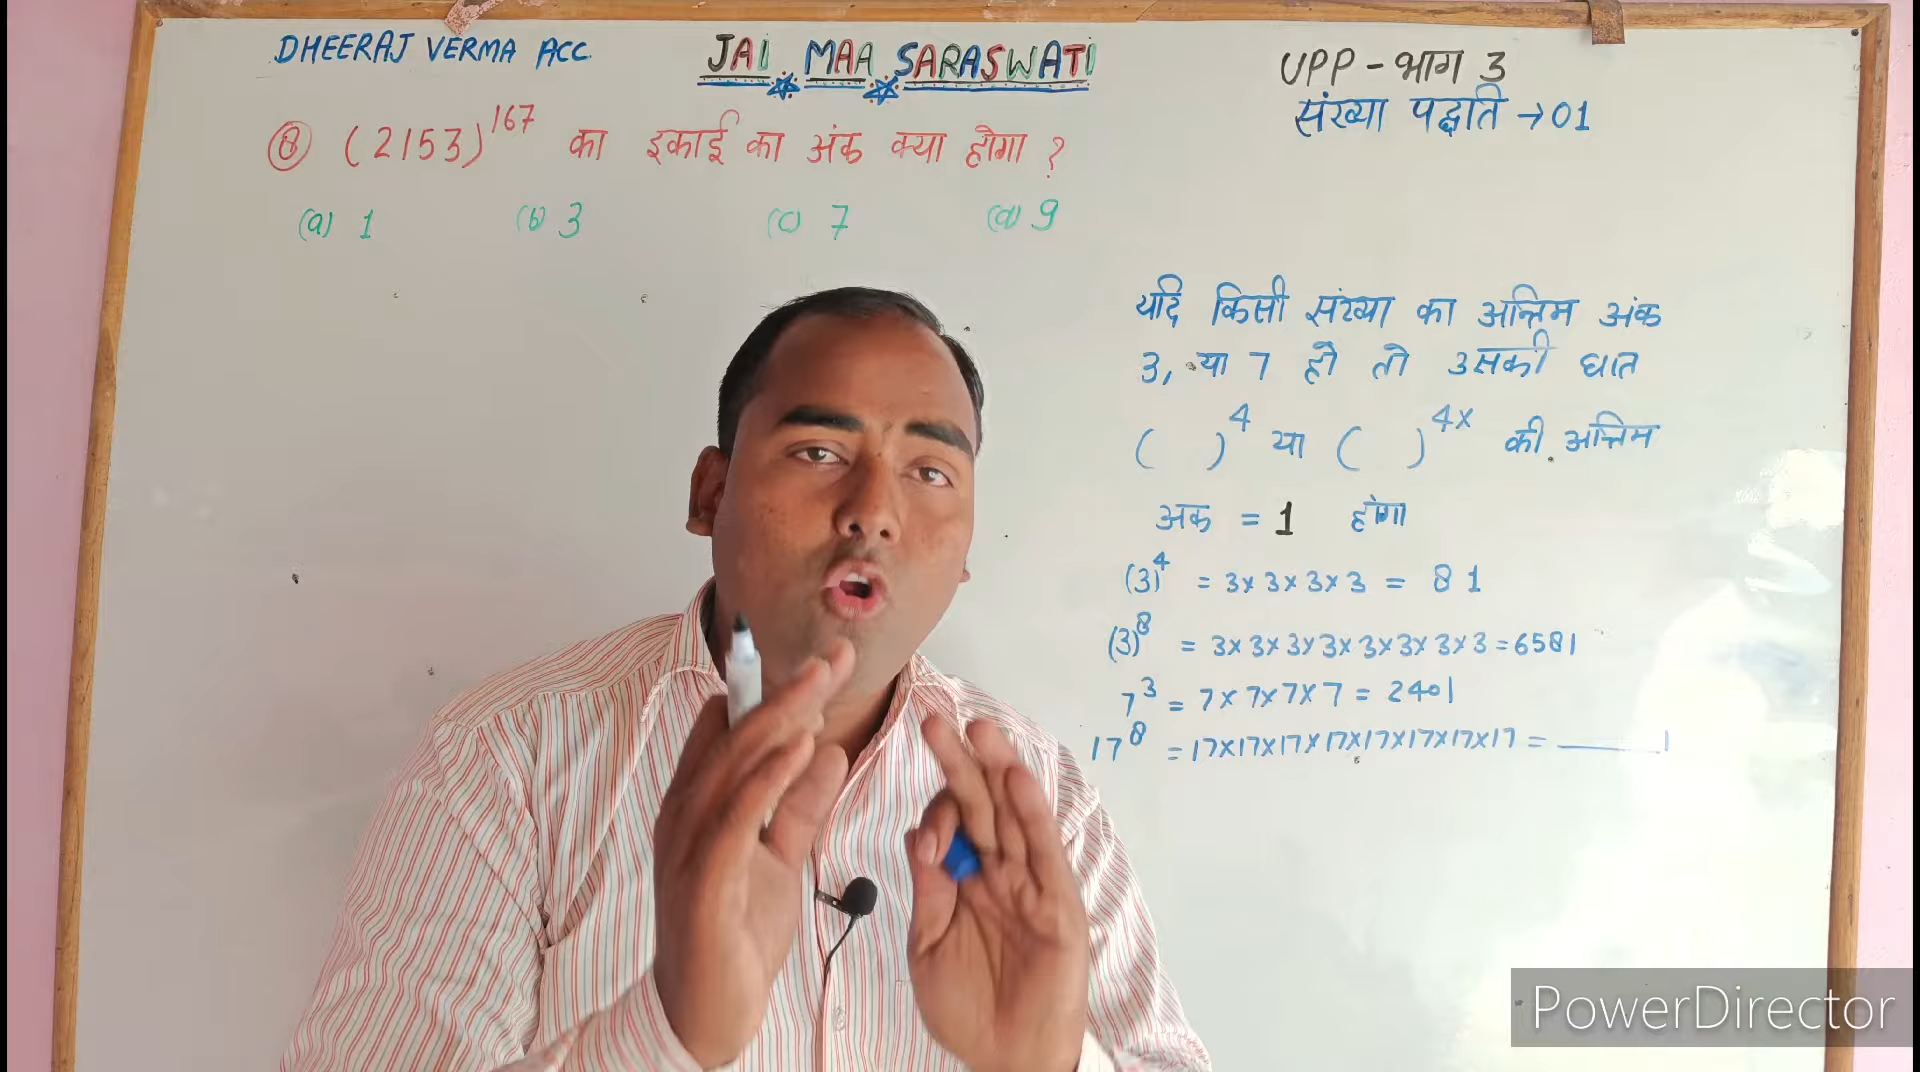 DHEERAJ VERMA ACC.
JAI MAA SARASWATI
UPP - भाग 3
संख्या पद्धति → 01
⑧ (2153)^167 का इकाई का अंक क्या होगा ?
(a) 1 (b) 3 (c) 7 (d) 9
यदि किसी संख्या का अन्तिम अंक
3, या 7 हो तो उसकी घात
( )^4 या ( )^4x की अन्तिम
अंक = 1 होगा
(3)^4 = 3×3×3×3 = 81
(3)^8 = 3×3×3×3×3×3×3×3=6581
7^3 = 7×7×7×7 = 2401
17^8 = 17×17×17×17×17×17×17×17 = ______1
PowerDirector